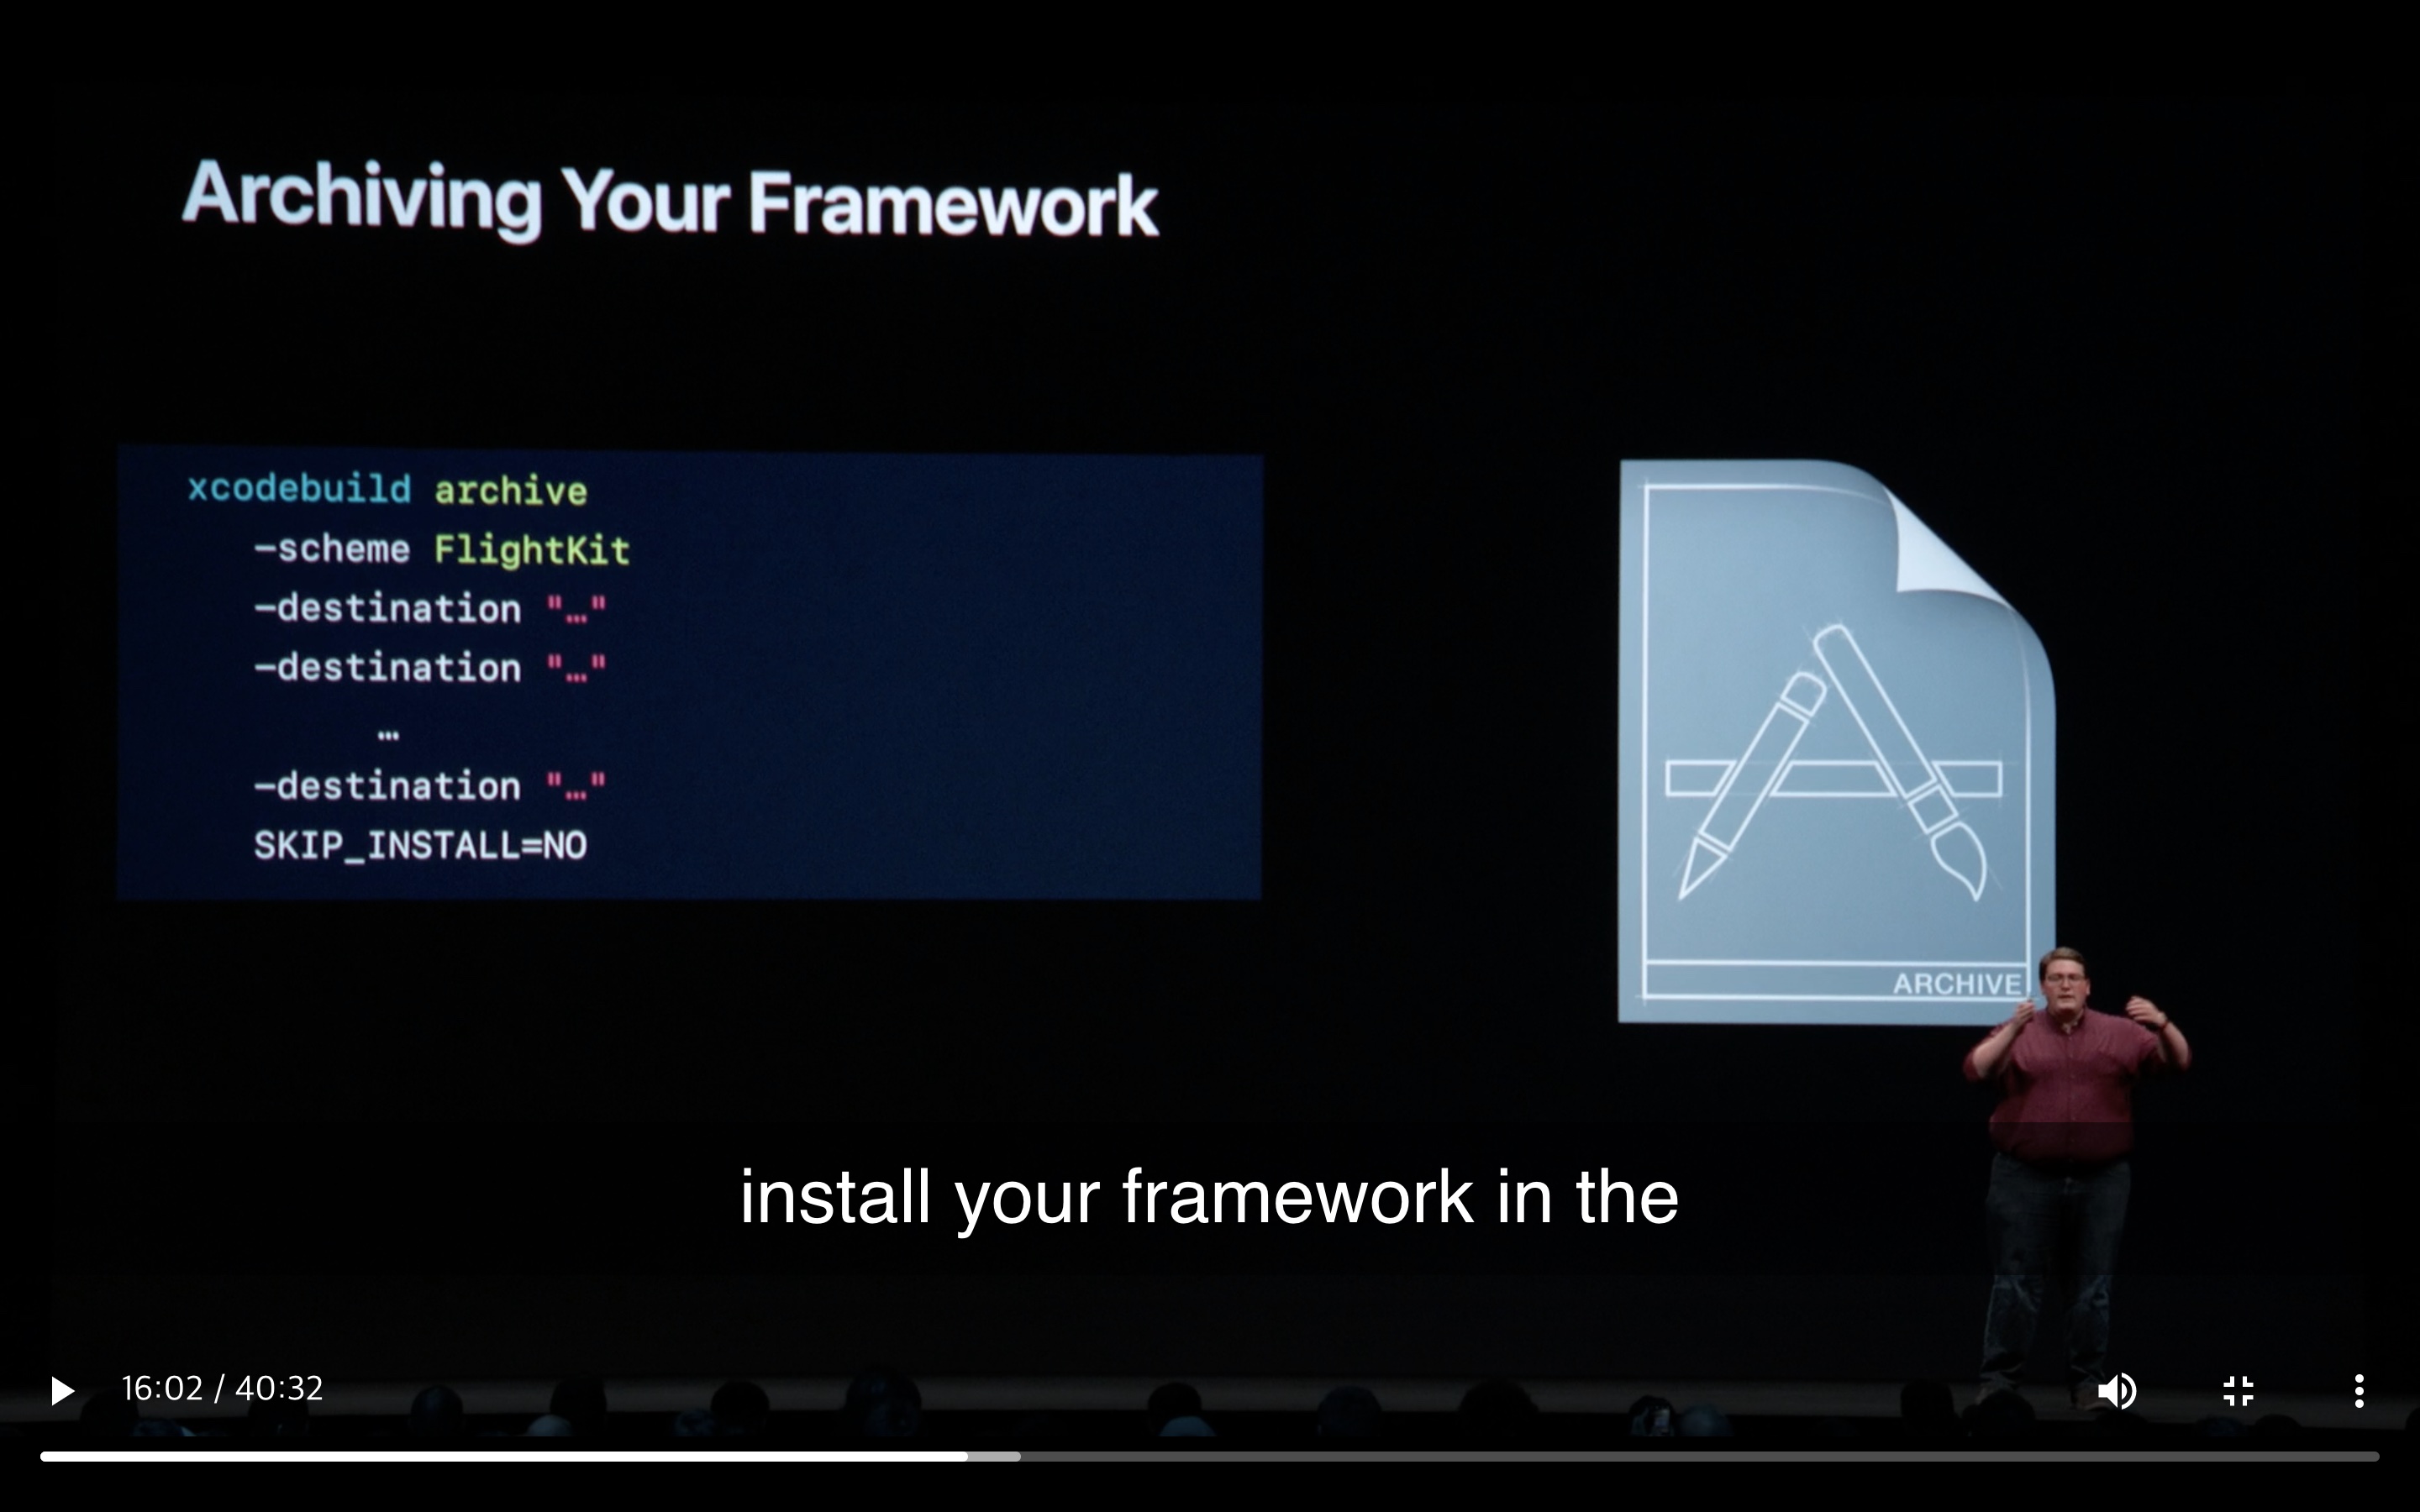 Archiving Your Framework
xcodebuild archive
–scheme FlightKit
–destination "…"
–destination "…"
…
–destination "…"
SKIP_INSTALL=NO
ARCHIVE
install your framework in the
16:02 / 40:32